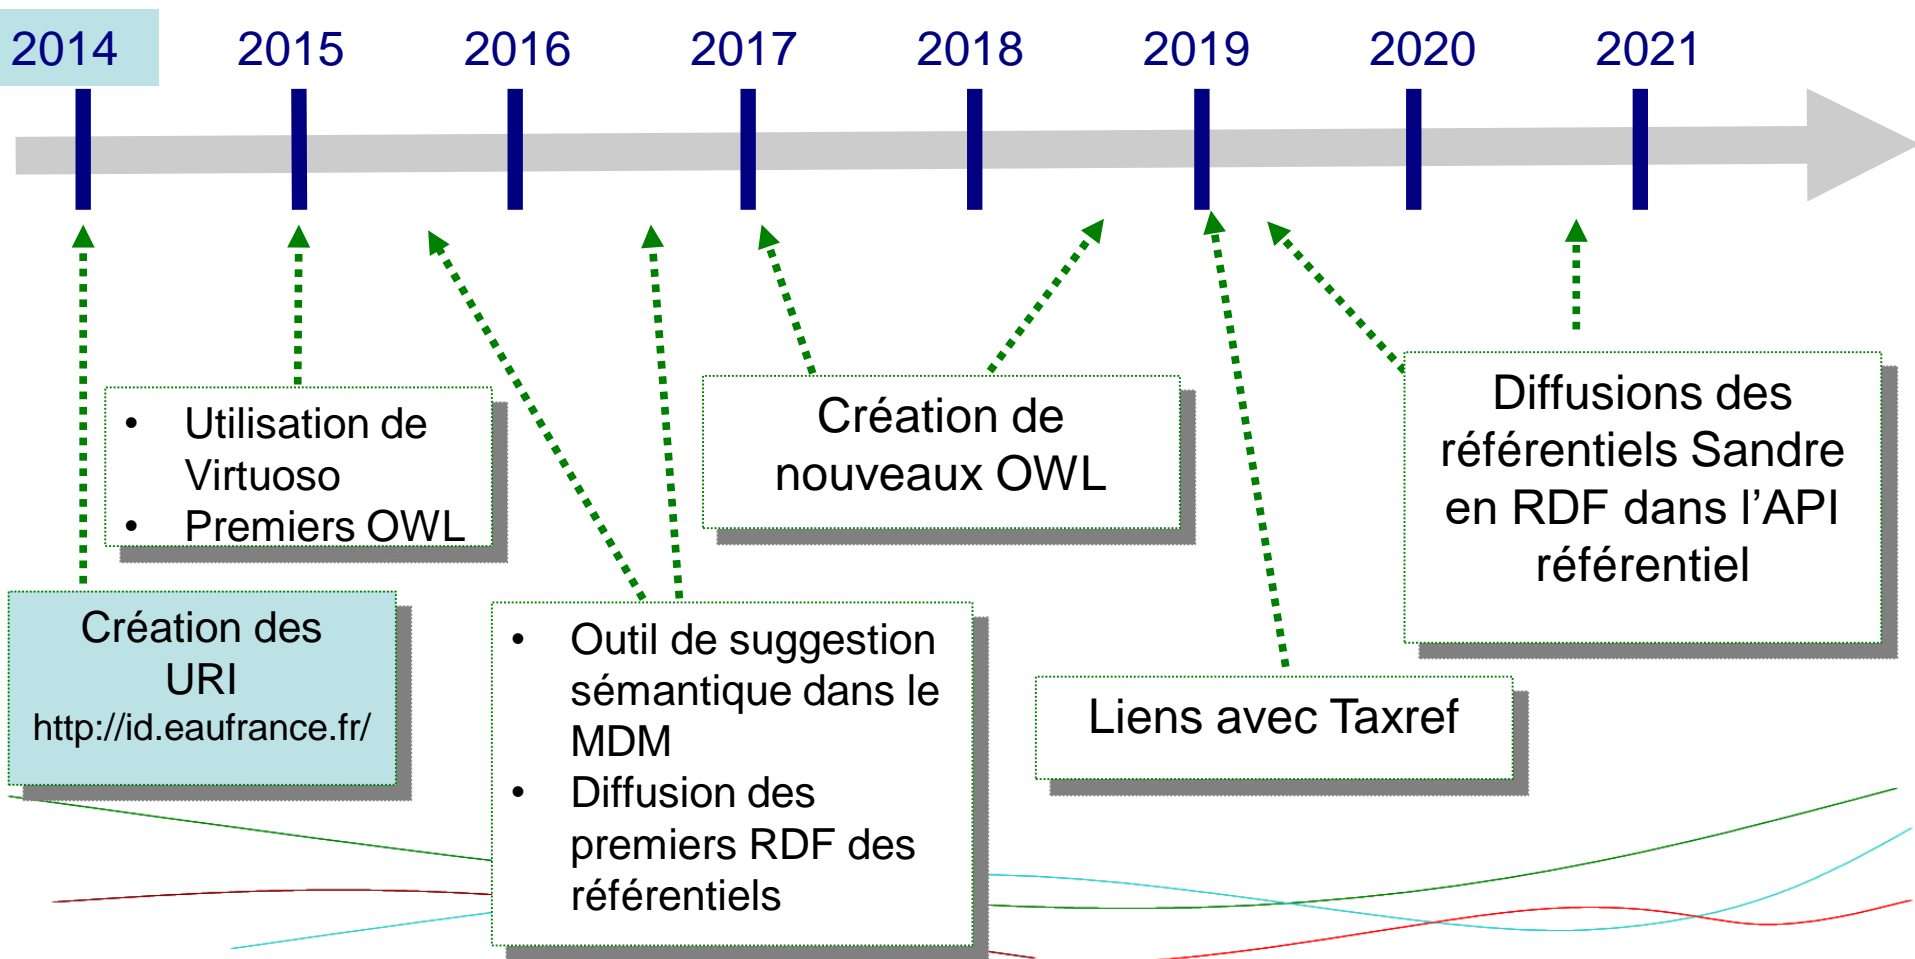 2014 2015 2016 2017 2018 2019 2020 2021
• Utilisation de
Virtuoso
• Premiers OWL
Création de
nouveaux OWL
Diffusions des
référentiels Sandre
en RDF dans l’API
référentiel
Création des
URI
http://id.eaufrance.fr/
• Outil de suggestion
sémantique dans le
MDM
• Diffusion des
premiers RDF des
référentiels
Liens avec Taxref